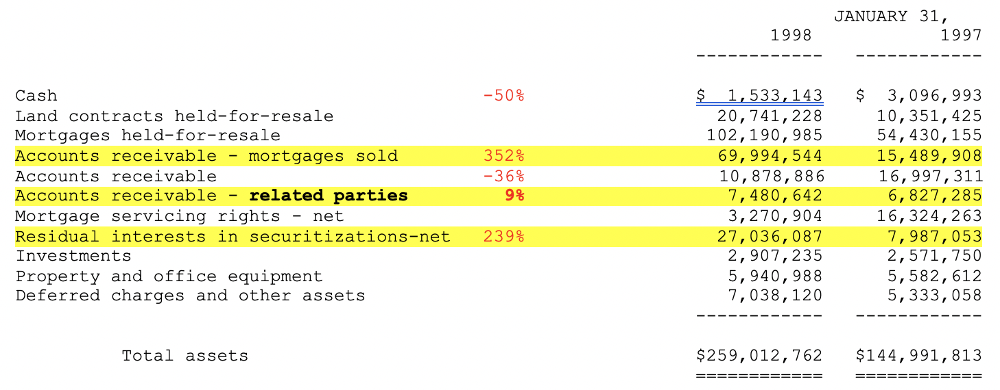 JANUARY 31,
1998 1997
------------ ------------
Cash -50% $ 1,533,143 $ 3,096,993
Land contracts held-for-resale 20,741,228 10,351,425
Mortgages held-for-resale 102,190,985 54,430,155
Accounts receivable - mortgages sold 352% 69,994,544 15,489,908
Accounts receivable -36% 10,878,886 16,997,311
Accounts receivable - related parties 9% 7,480,642 6,827,285
Mortgage servicing rights - net 3,270,904 16,324,263
Residual interests in securitizations-net 239% 27,036,087 7,987,053
Investments 2,907,235 2,571,750
Property and office equipment 5,940,988 5,582,612
Deferred charges and other assets 7,038,120 5,333,058
------------ ------------
Total assets $259,012,762 $144,991,813
============ ============